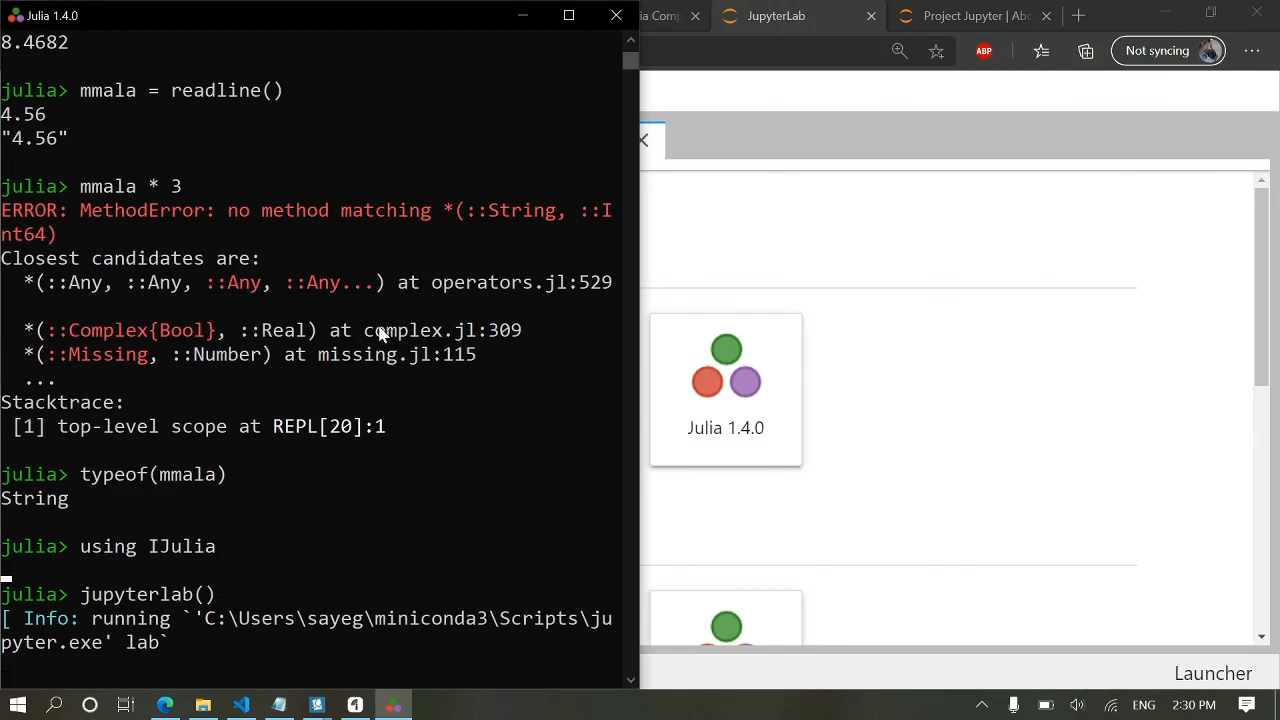 Julia 1.4.0
8.4682
julia> mmala = readline()
4.56
"4.56"
julia> mmala * 3
ERROR: MethodError: no method matching *(::String, ::I
nt64)
Closest candidates are:
*(::Any, ::Any, ::Any, ::Any...) at operators.jl:529
*(::Complex{Bool}, ::Real) at complex.jl:309
*(::Missing, ::Number) at missing.jl:115
...
Stacktrace:
[1] top-level scope at REPL[20]:1
julia> typeof(mmala)
String
julia> using IJulia
julia> jupyterlab()
[ Info: running `'C:\Users\sayeg\miniconda3\Scripts\ju
pyter.exe' lab`
ia Comp
JupyterLab
Project Jupyter | Abo
ABP
Not syncing
Julia 1.4.0
Launcher
2:30 PM